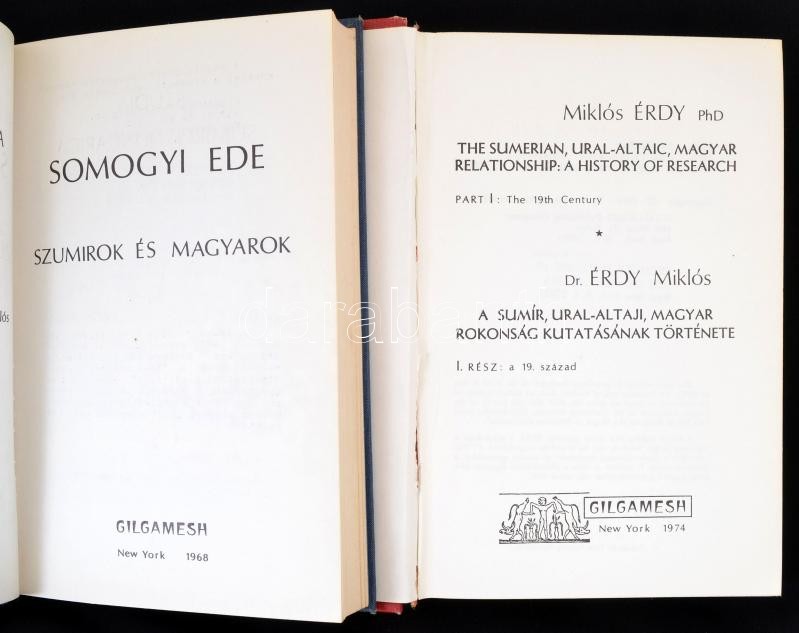 SOMOGYI EDE
SZUMIROK ÉS MAGYAROK
GILGAMESH
New York 1968
Miklós ÉRDY PhD
THE SUMERIAN, URAL-ALTAIC, MAGYAR
RELATIONSHIP: A HISTORY OF RESEARCH
PART I: The 19th Century
★
Dr. ÉRDY Miklós
A SUMÍR, URAL-ALTAJI, MAGYAR
ROKONSÁG KUTATÁSÁNAK TÖRTÉNETE
I. RÉSZ: a 19. század
GILGAMESH
New York 1974